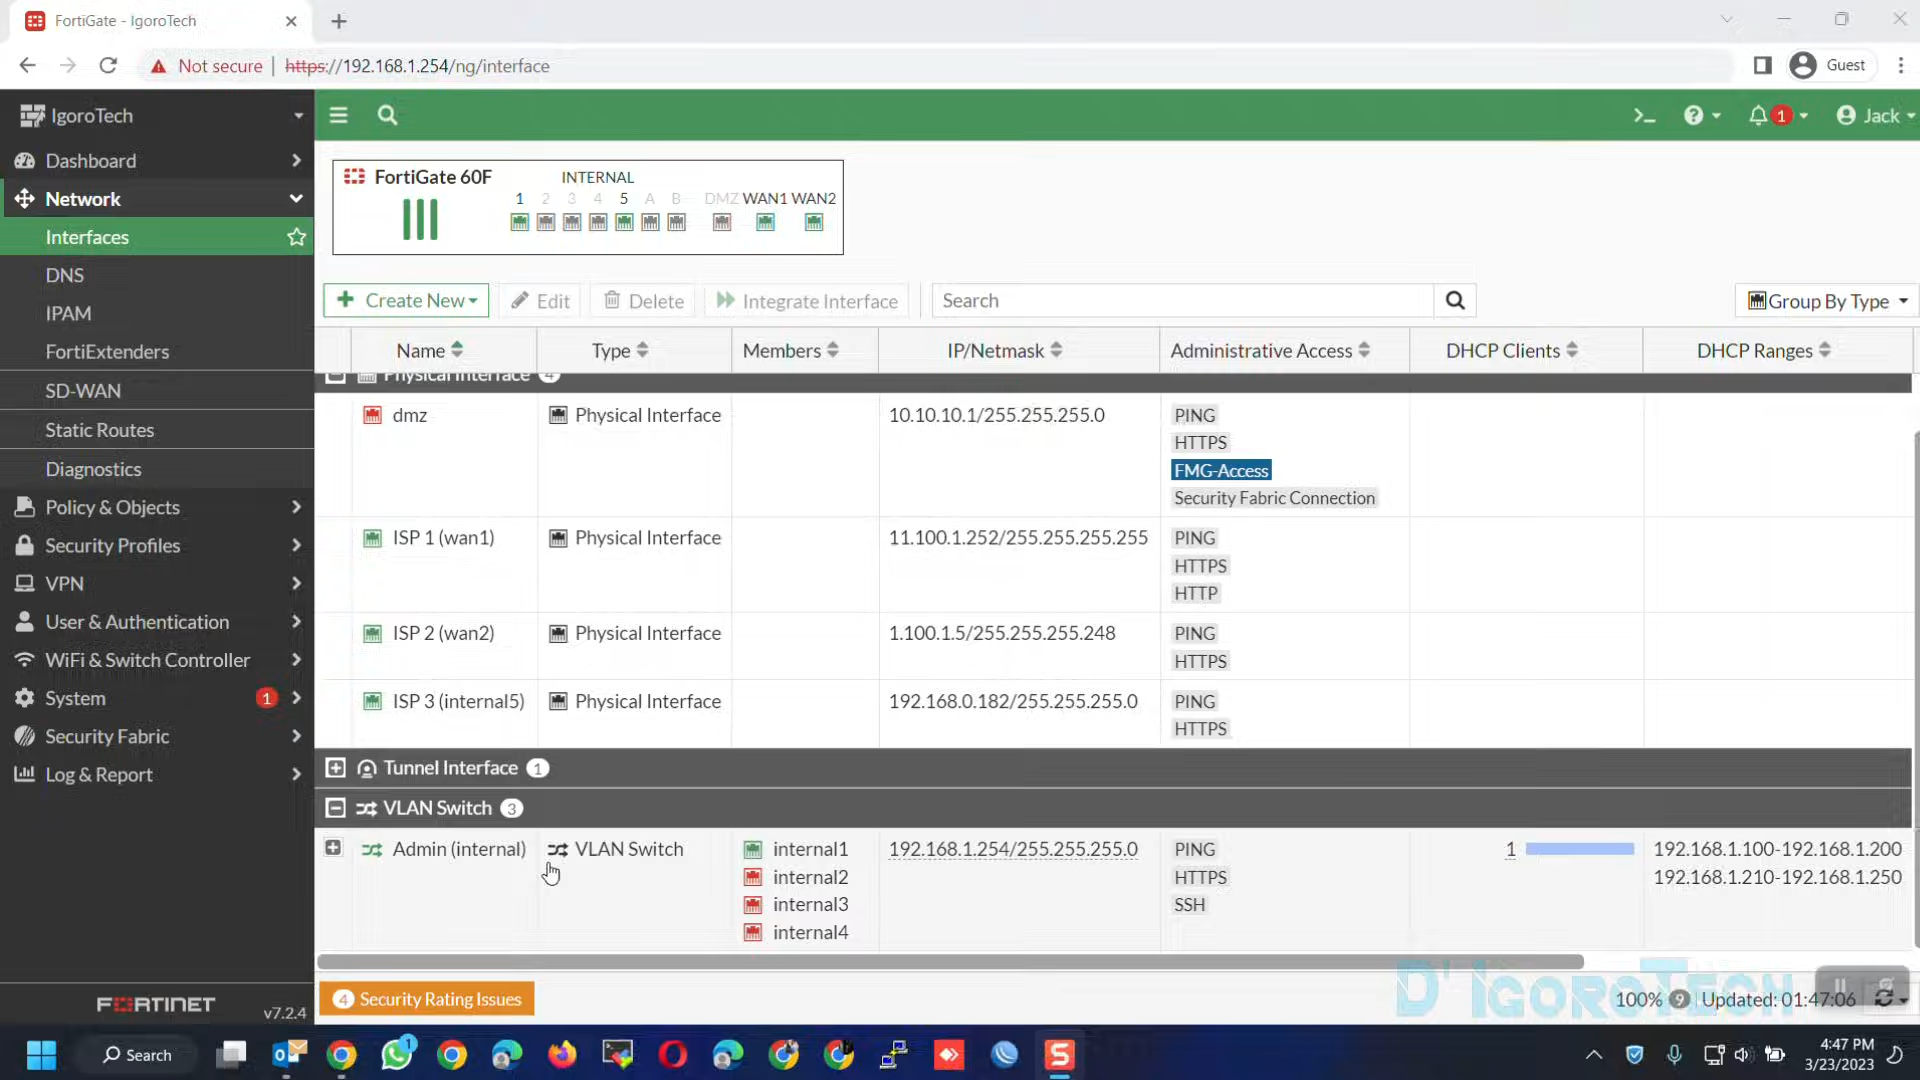 FortiGate - IgoroTech
Not secure | https://192.168.1.254/ng/interface
Guest
IgoroTech
1
Jack
Dashboard
Network
Interfaces
DNS
IPAM
FortiExtenders
SD-WAN
Static Routes
Diagnostics
Policy & Objects
Security Profiles
VPN
User & Authentication
WiFi & Switch Controller
System 1
Security Fabric
Log & Report
FORTINET v7.2.4
FortiGate 60F
INTERNAL
1 2 3 4 5 A B DMZ WAN1 WAN2
Create New Edit Delete Integrate Interface Search Group By Type
Name Type Members IP/Netmask Administrative Access DHCP Clients DHCP Ranges
Physical Interface 4
dmz Physical Interface 10.10.10.1/255.255.255.0 PING
HTTPS
FMG-Access
Security Fabric Connection
ISP 1 (wan1) Physical Interface 11.100.1.252/255.255.255.255 PING
HTTPS
HTTP
ISP 2 (wan2) Physical Interface 1.100.1.5/255.255.255.248 PING
HTTPS
ISP 3 (internal5) Physical Interface 192.168.0.182/255.255.255.0 PING
HTTPS
Tunnel Interface 1
VLAN Switch 3
Admin (internal) VLAN Switch internal1 192.168.1.254/255.255.255.0 PING 1 192.168.1.100-192.168.1.200
internal2 HTTPS 192.168.1.210-192.168.1.250
internal3 SSH
internal4
4 Security Rating Issues
D' IGOROTECH
100% 9 Updated: 01:47:06
Search
1
4:47 PM
3/23/2023